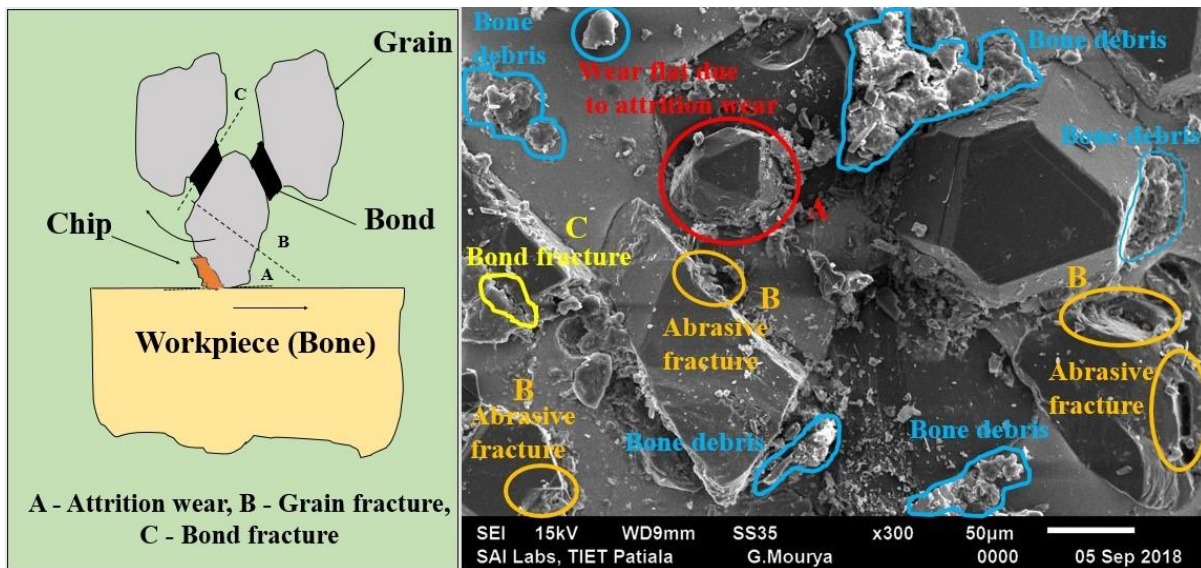 Grain
C
Bond
Chip
B
A
Workpiece (Bone)
A - Attrition wear, B - Grain fracture,
C - Bond fracture
Bone
debris
Bone debris
Wear flat due
to attrition wear
Bone debris
A
C
Bond fracture
B
Abrasive
fracture
B
Abrasive
fracture
B
Abrasive
fracture
Bone debris
Bone debris
SEI 15kV WD9mm SS35 x300 50µm
SAI Labs, TIET Patiala G.Mourya 0000 05 Sep 2018